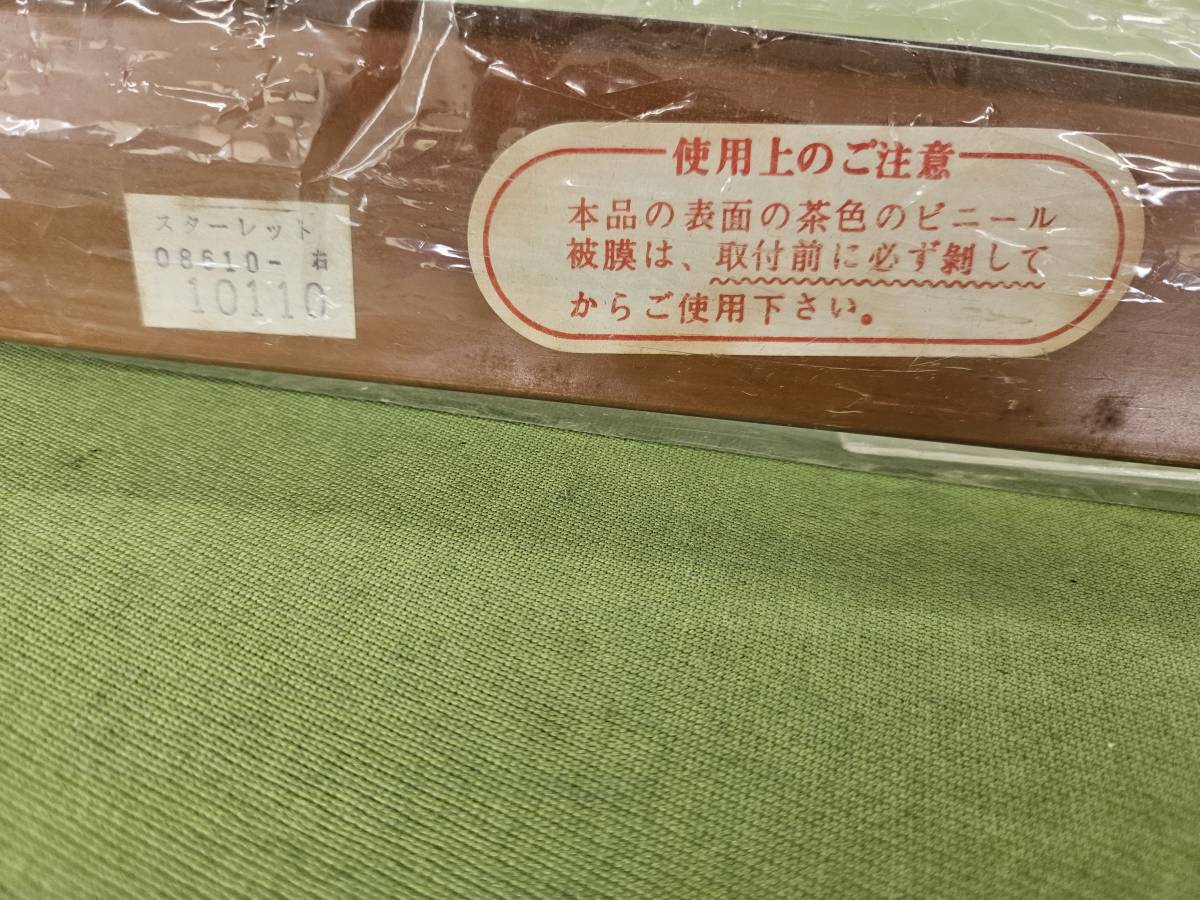 スターレット
08610- 右
10110
使用上のご注意
本品の表面の茶色のビニール
被膜は、取付前に必ず剝して
からご使用下さい。